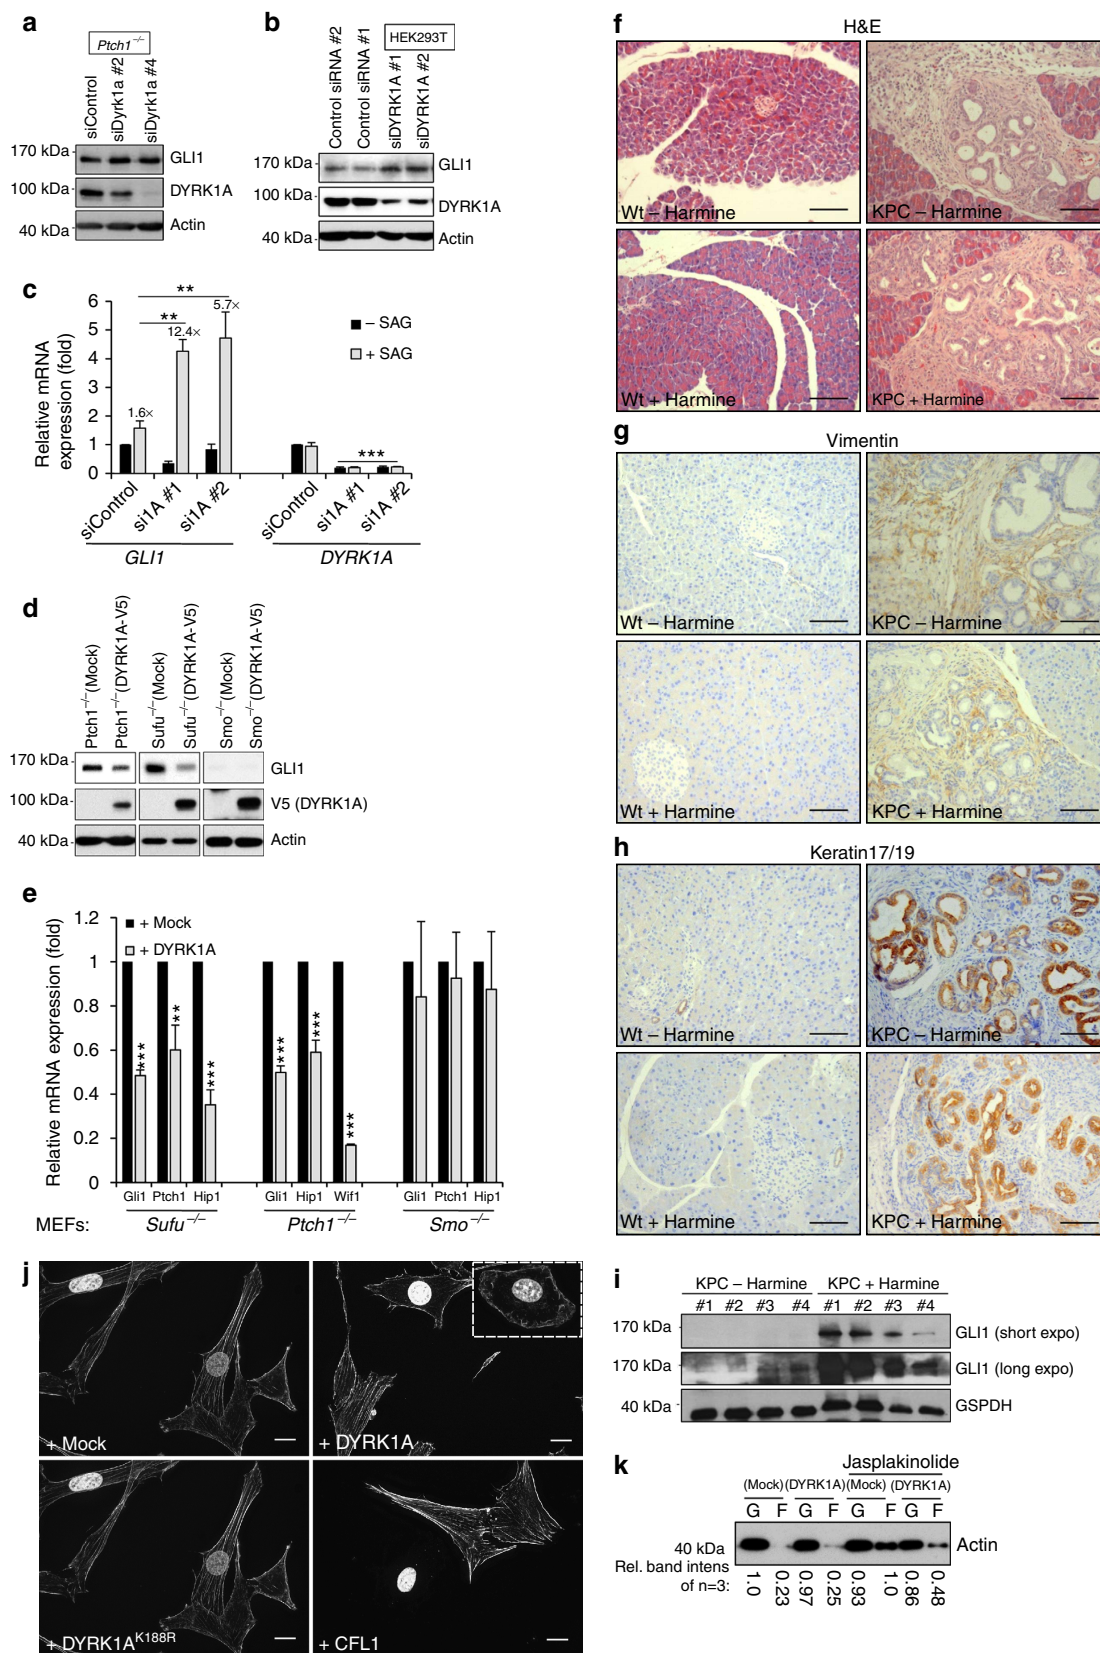 a
Ptch1–/–
siControl
siDyrk1a #2
siDyrk1a #4
170 kDa
GLI1
100 kDa
DYRK1A
40 kDa
Actin
b
HEK293T
Control siRNA #2
Control siRNA #1
siDYRK1A #1
siDYRK1A #2
170 kDa
GLI1
100 kDa
DYRK1A
40 kDa
Actin
c
Relative mRNA
expression (fold)
6
5
4
3
2
1
0
**
**
5.7×
12.4×
1.6×
***
– SAG
+ SAG
siControl
si1A #1
si1A #2
siControl
si1A #1
si1A #2
GLI1
DYRK1A
d
Ptch1–/–(Mock)
Ptch1–/–(DYRK1A-V5)
Sufu–/–(Mock)
Sufu–/–(DYRK1A-V5)
Smo–/–(Mock)
Smo–/–(DYRK1A-V5)
170 kDa
GLI1
100 kDa
V5 (DYRK1A)
40 kDa
Actin
e
Relative mRNA expression (fold)
1.2
1
0.8
0.6
0.4
0.2
0
+ Mock
+ DYRK1A
***
**
***
***
***
***
Gli1 Ptch1 Hip1
Gli1 Hip1 Wif1
Gli1 Ptch1 Hip1
MEFs:
Sufu–/–
Ptch1–/–
Smo–/–
f
H&E
Wt – Harmine
KPC – Harmine
Wt + Harmine
KPC + Harmine
g
Vimentin
Wt – Harmine
KPC – Harmine
Wt + Harmine
KPC + Harmine
h
Keratin17/19
Wt – Harmine
KPC – Harmine
Wt + Harmine
KPC + Harmine
i
KPC – Harmine
KPC + Harmine
#1 #2 #3 #4 #1 #2 #3 #4
170 kDa
GLI1 (short expo)
170 kDa
GLI1 (long expo)
40 kDa
GSPDH
j
+ Mock
+ DYRK1A
+ DYRK1AK188R
+ CFL1
k
Jasplakinolide
(Mock) (DYRK1A) (Mock) (DYRK1A)
G F G F G F G F
40 kDa
Actin
Rel. band intens
of n=3:
1.0
0.23
0.97
0.25
0.93
1.0
0.86
0.48